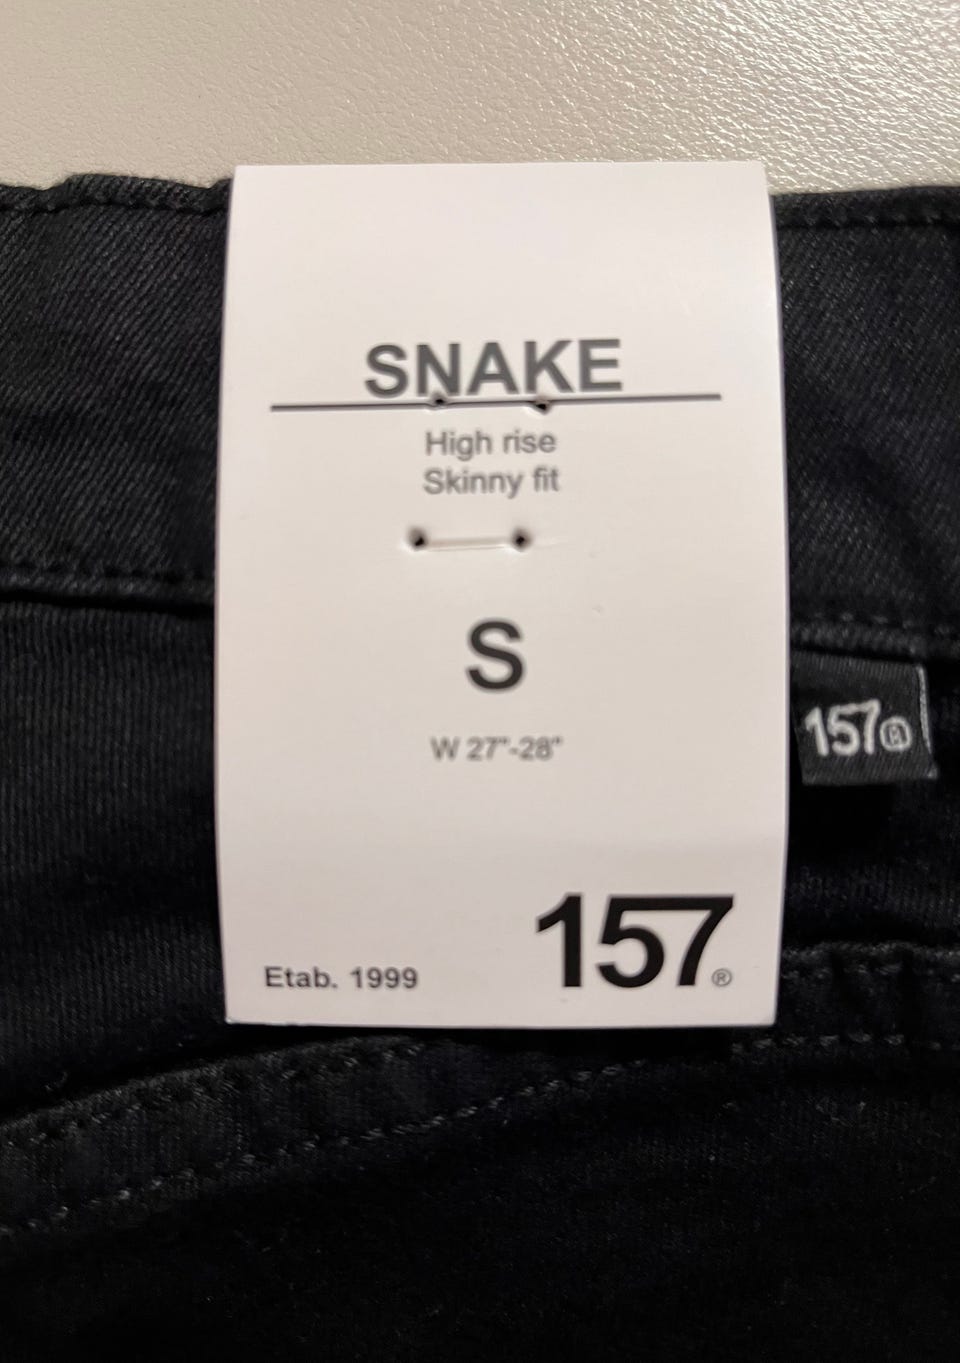 SNAKE
High rise
Skinny fit
S
W 27"-28"
157®
Etab. 1999
157®